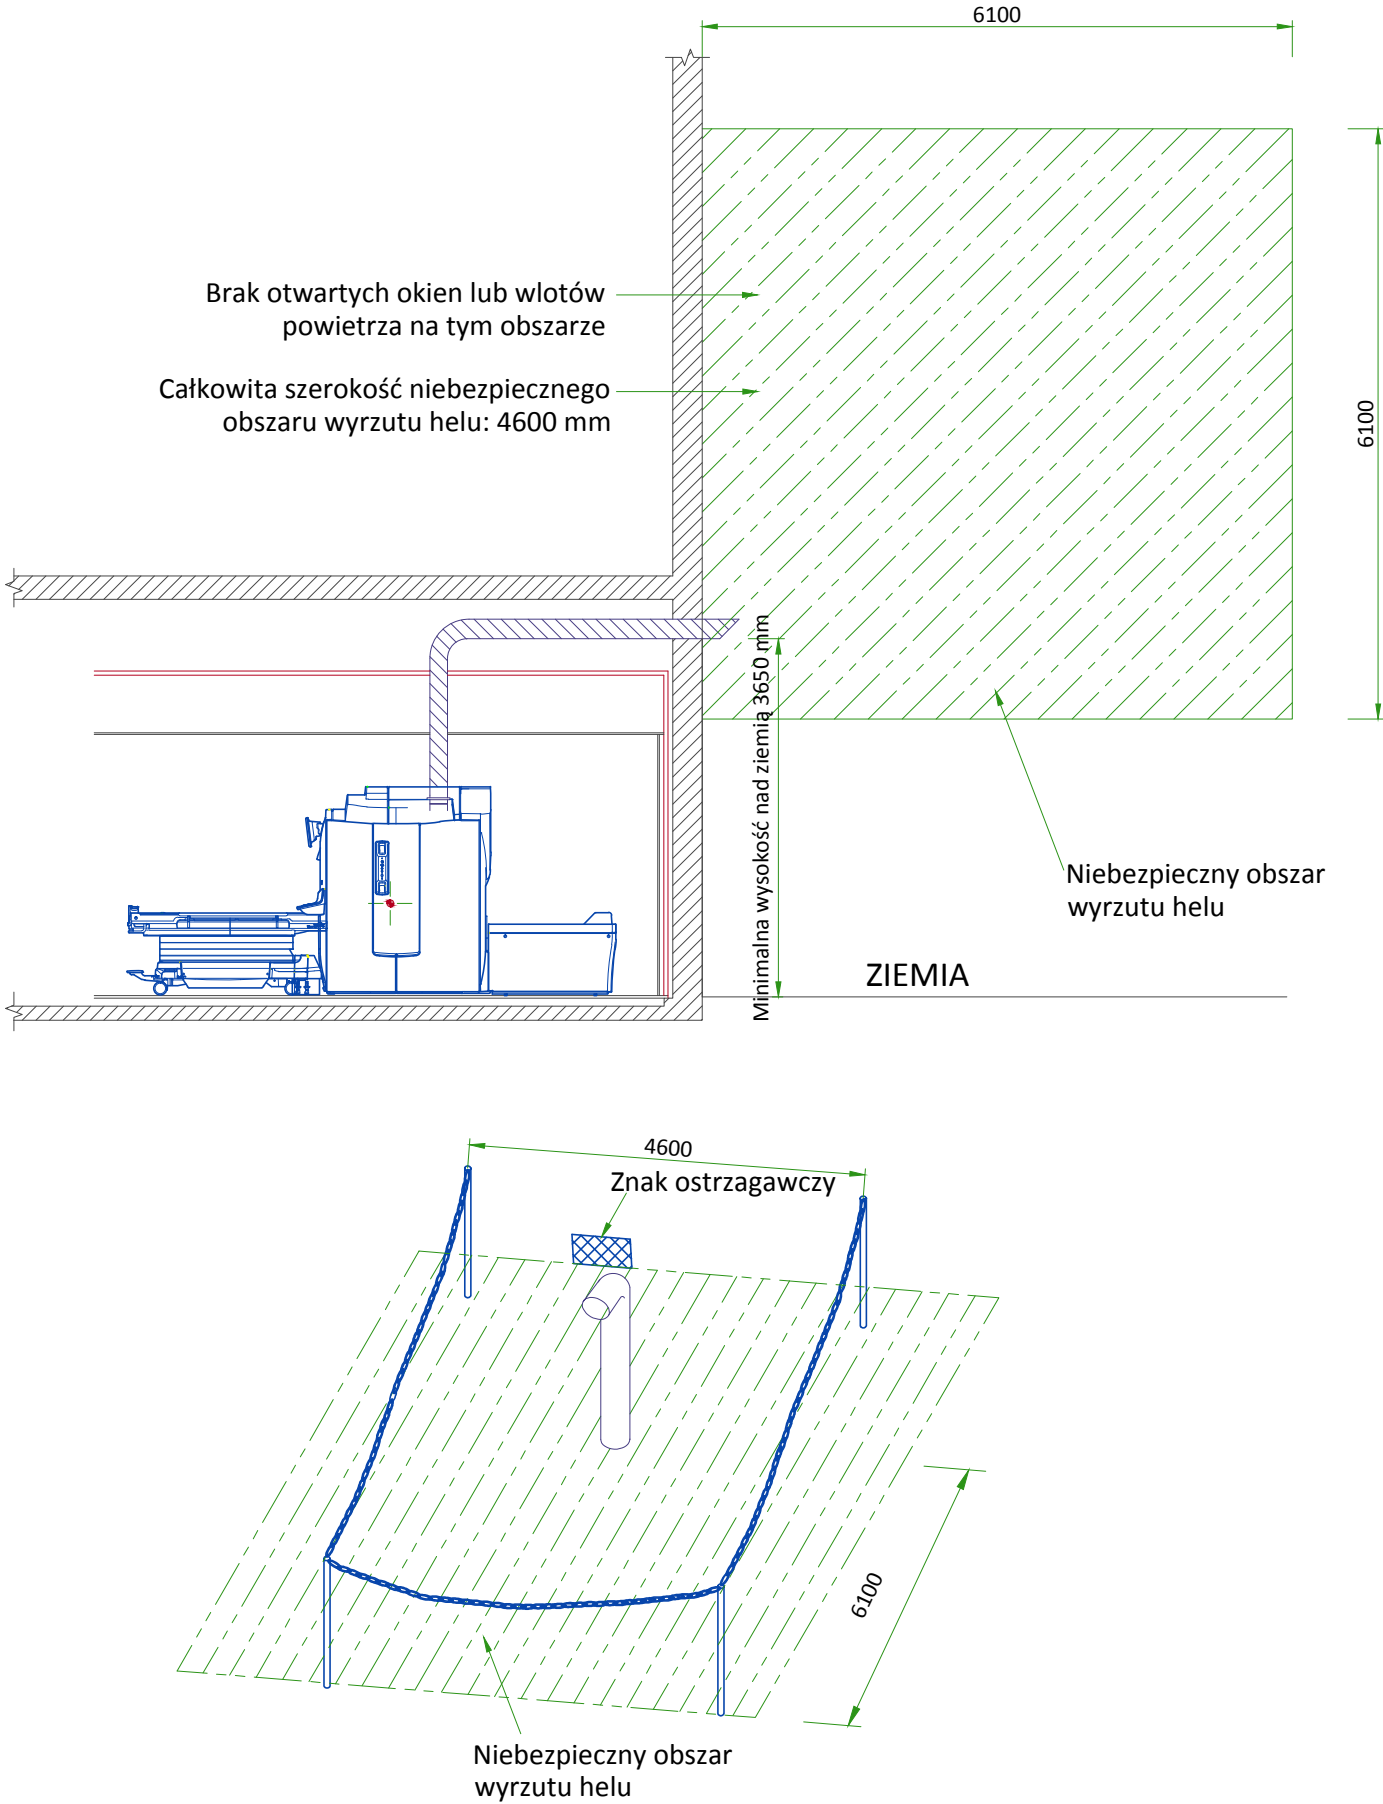 6100
Brak otwartych okien lub wlotów
powietrza na tym obszarze
Całkowita szerokość niebezpiecznego
obszaru wyrzutu helu: 4600 mm
6100
Minimalna wysokość nad ziemią 3650 mm
Niebezpieczny obszar
wyrzutu helu
ZIEMIA
4600
Znak ostrzagawczy
6100
Niebezpieczny obszar
wyrzutu helu